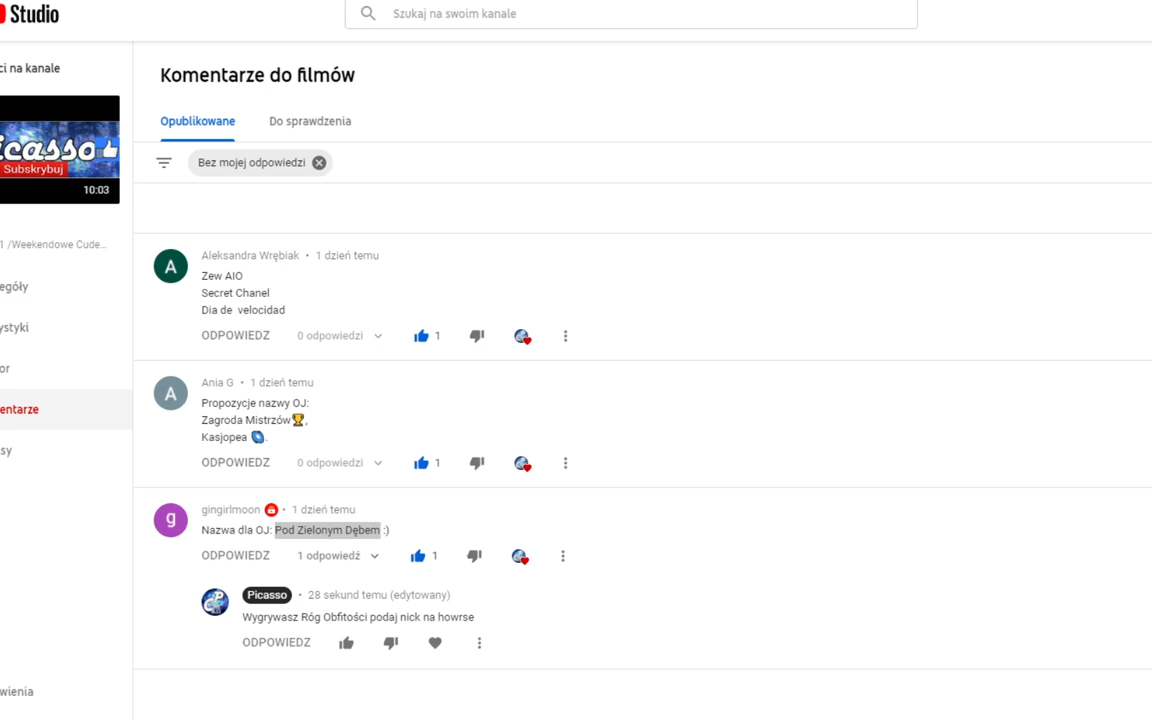 Studio
Szukaj na swoim kanale
ci na kanale
Komentarze do filmów
Opublikowane
Do sprawdzenia
Bez mojej odpowiedzi
icasso
Subskrybuj
10:03
1 /Weekendowe Cude...
egóły
ystyki
or
entarze
sy
wienia
A
Aleksandra Wrębiak • 1 dzień temu
Zew AIO
Secret Chanel
Dia de velocidad
ODPOWIEDZ 0 odpowiedzi 1
A
Ania G • 1 dzień temu
Propozycje nazwy OJ:
Zagroda Mistrzów🏆,
Kasjopea .
ODPOWIEDZ 0 odpowiedzi 1
g
gingirlmoon • 1 dzień temu
Nazwa dla OJ: Pod Zielonym Dębem :)
ODPOWIEDZ 1 odpowiedź 1
Picasso • 28 sekund temu (edytowany)
Wygrywasz Róg Obfitości podaj nick na howrse
ODPOWIEDZ